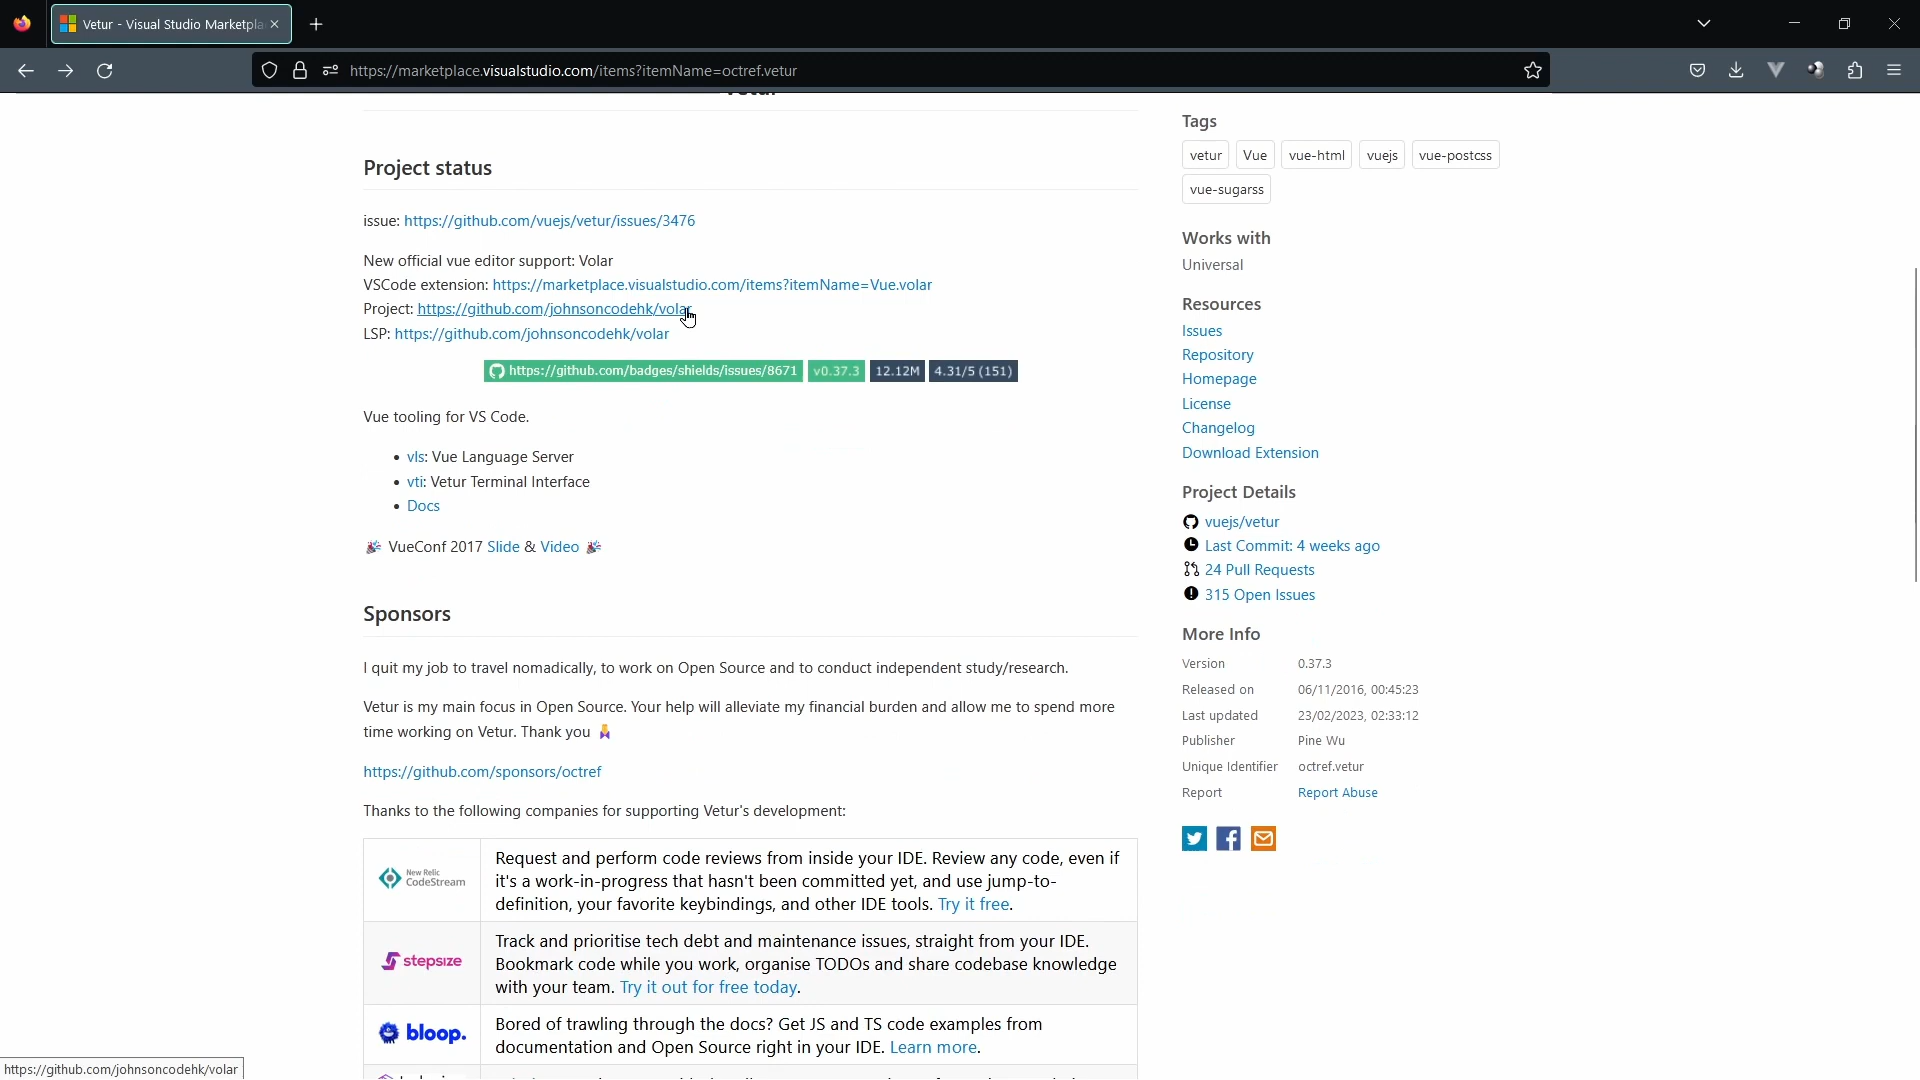 Vetur - Visual Studio Marketpla
https://marketplace.visualstudio.com/items?itemName=octref.vetur
Vetur
Project status
issue: https://github.com/vuejs/vetur/issues/3476
New official vue editor support: Volar
VSCode extension: https://marketplace.visualstudio.com/items?itemName=Vue.volar
Project: https://github.com/johnsoncodehk/volar
LSP: https://github.com/johnsoncodehk/volar
https://github.com/badges/shields/issues/8671 v0.37.3 12.12M 4.31/5 (151)
Vue tooling for VS Code.
• vls: Vue Language Server
• vti: Vetur Terminal Interface
• Docs
🎉 VueConf 2017 Slide & Video 🎉
Sponsors
I quit my job to travel nomadically, to work on Open Source and to conduct independent study/research.
Vetur is my main focus in Open Source. Your help will alleviate my financial burden and allow me to spend more
time working on Vetur. Thank you
https://github.com/sponsors/octref
Thanks to the following companies for supporting Vetur's development:
New Relic
CodeStream
Request and perform code reviews from inside your IDE. Review any code, even if
it's a work-in-progress that hasn't been committed yet, and use jump-to-
definition, your favorite keybindings, and other IDE tools. Try it free.
stepsize
Track and prioritise tech debt and maintenance issues, straight from your IDE.
Bookmark code while you work, organise TODOs and share codebase knowledge
with your team. Try it out for free today.
bloop.
Bored of trawling through the docs? Get JS and TS code examples from
documentation and Open Source right in your IDE. Learn more.
Tags
vetur Vue vue-html vuejs vue-postcss
vue-sugarss
Works with
Universal
Resources
Issues
Repository
Homepage
License
Changelog
Download Extension
Project Details
vuejs/vetur
Last Commit: 4 weeks ago
24 Pull Requests
315 Open Issues
More Info
Version 0.37.3
Released on 06/11/2016, 00:45:23
Last updated 23/02/2023, 02:33:12
Publisher Pine Wu
Unique Identifier octref.vetur
Report Report Abuse
https://github.com/johnsoncodehk/volar